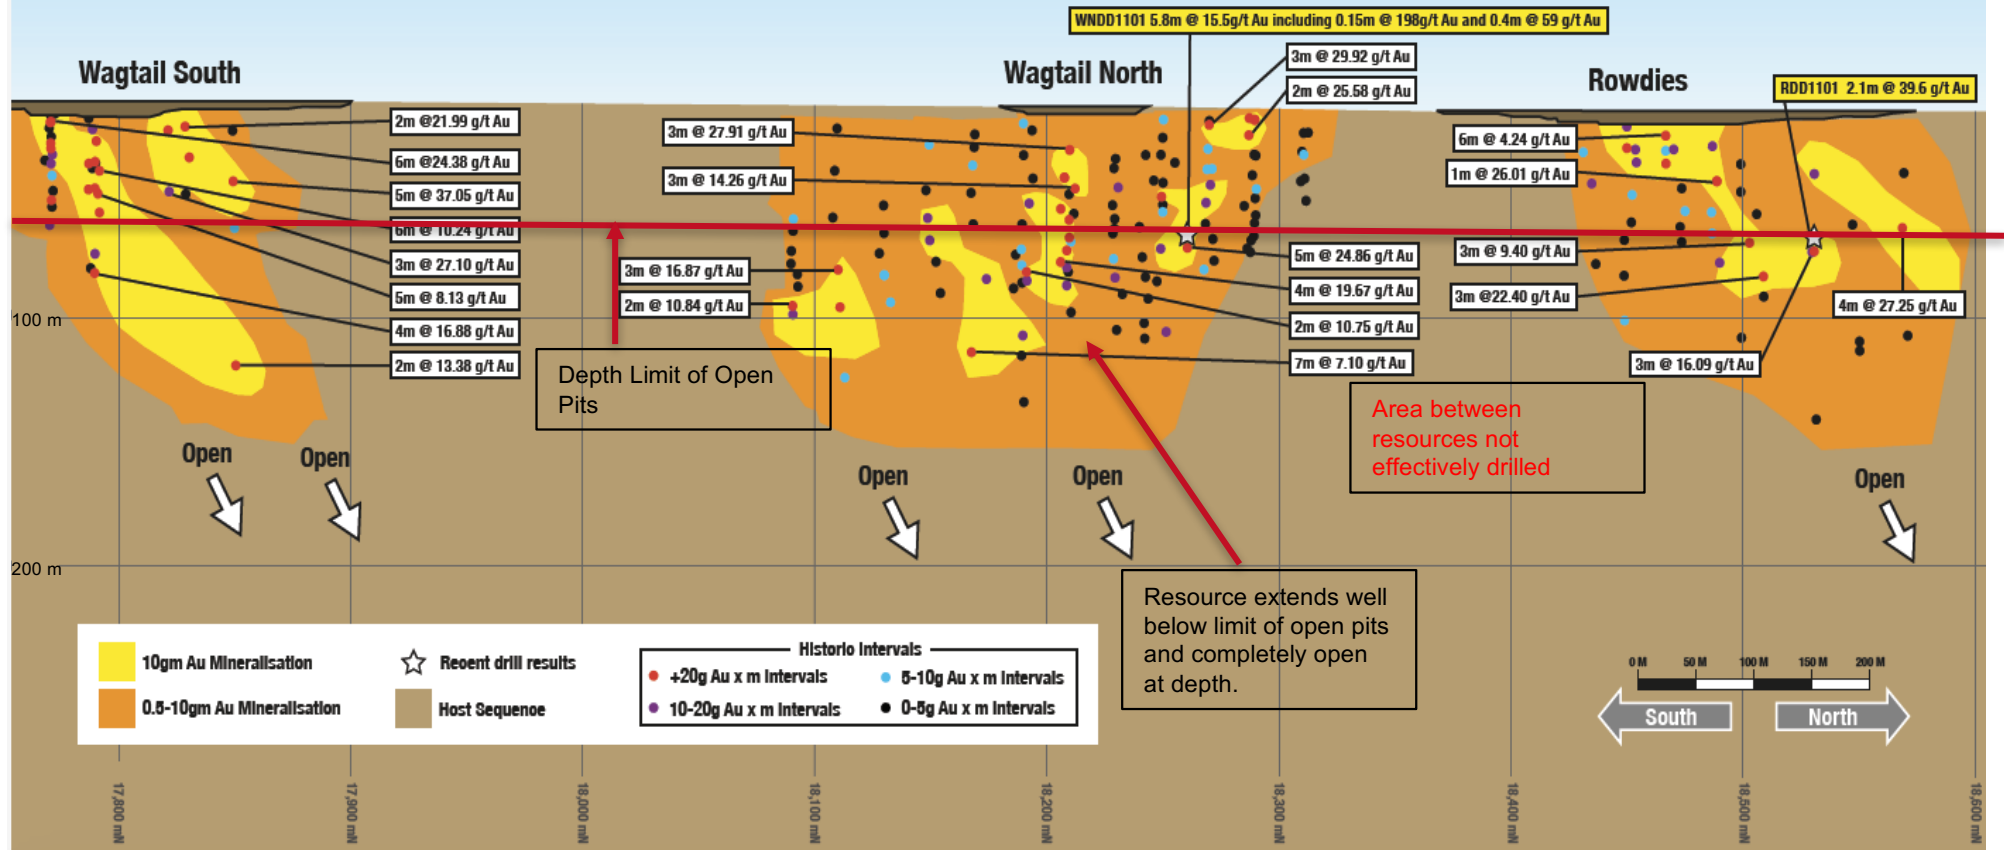 WNDD1101 5.8m @ 15.5g/t Au including 0.15m @ 198g/t Au and 0.4m @ 59 g/t Au
Wagtail South
Wagtail North
Rowdies
3m @ 29.92 g/t Au
2m @ 25.58 g/t Au
RDD1101 2.1m @ 39.6 g/t Au
2m @21.99 g/t Au
6m @24.38 g/t Au
5m @ 37.05 g/t Au
6m @ 10.24 g/t Au
3m @ 27.10 g/t Au
5m @ 8.13 g/t Au
4m @ 16.88 g/t Au
2m @ 13.38 g/t Au
3m @ 27.91 g/t Au
3m @ 14.26 g/t Au
3m @ 16.87 g/t Au
2m @ 10.84 g/t Au
5m @ 24.86 g/t Au
4m @ 19.67 g/t Au
2m @ 10.75 g/t Au
7m @ 7.10 g/t Au
6m @ 4.24 g/t Au
1m @ 26.01 g/t Au
3m @ 9.40 g/t Au
3m @22.40 g/t Au
4m @ 27.25 g/t Au
3m @ 16.09 g/t Au
100 m
Depth Limit of Open
Pits
Area between
resources not
effectively drilled
Open
Open
Open
Open
Open
200 m
Resource extends well
below limit of open pits
and completely open
at depth.
10gm Au Mineralisation
0.5-10gm Au Mineralisation
Recent drill results
Host Sequence
Historic Intervals
+20g Au x m Intervals
5-10g Au x m Intervals
10-20g Au x m Intervals
0-5g Au x m Intervals
0 M 50 M 100 M 150 M 200 M
South
North
17,800 mN
17,900 mN
18,000 mN
18,100 mN
18,200 mN
18,300 mN
18,400 mN
18,500 mN
18,600 mN